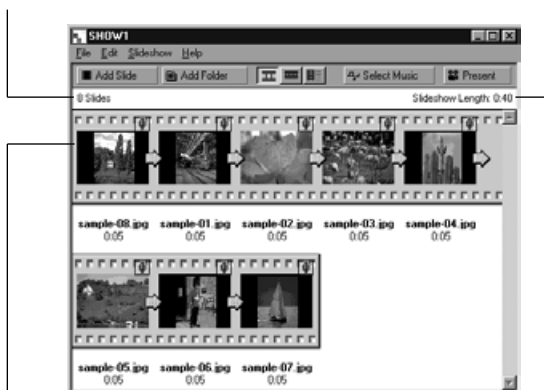 SHOW1
File Edit Slideshow Help
Add Slide Add Folder Select Music Present
8 Slides Slideshow Length: 0:40
sample-08.jpg sample-01.jpg sample-02.jpg sample-03.jpg sample-04.jpg
0:05 0:05 0:05 0:05 0:05
sample-05.jpg sample-06.jpg sample-07.jpg
0:05 0:05 0:05